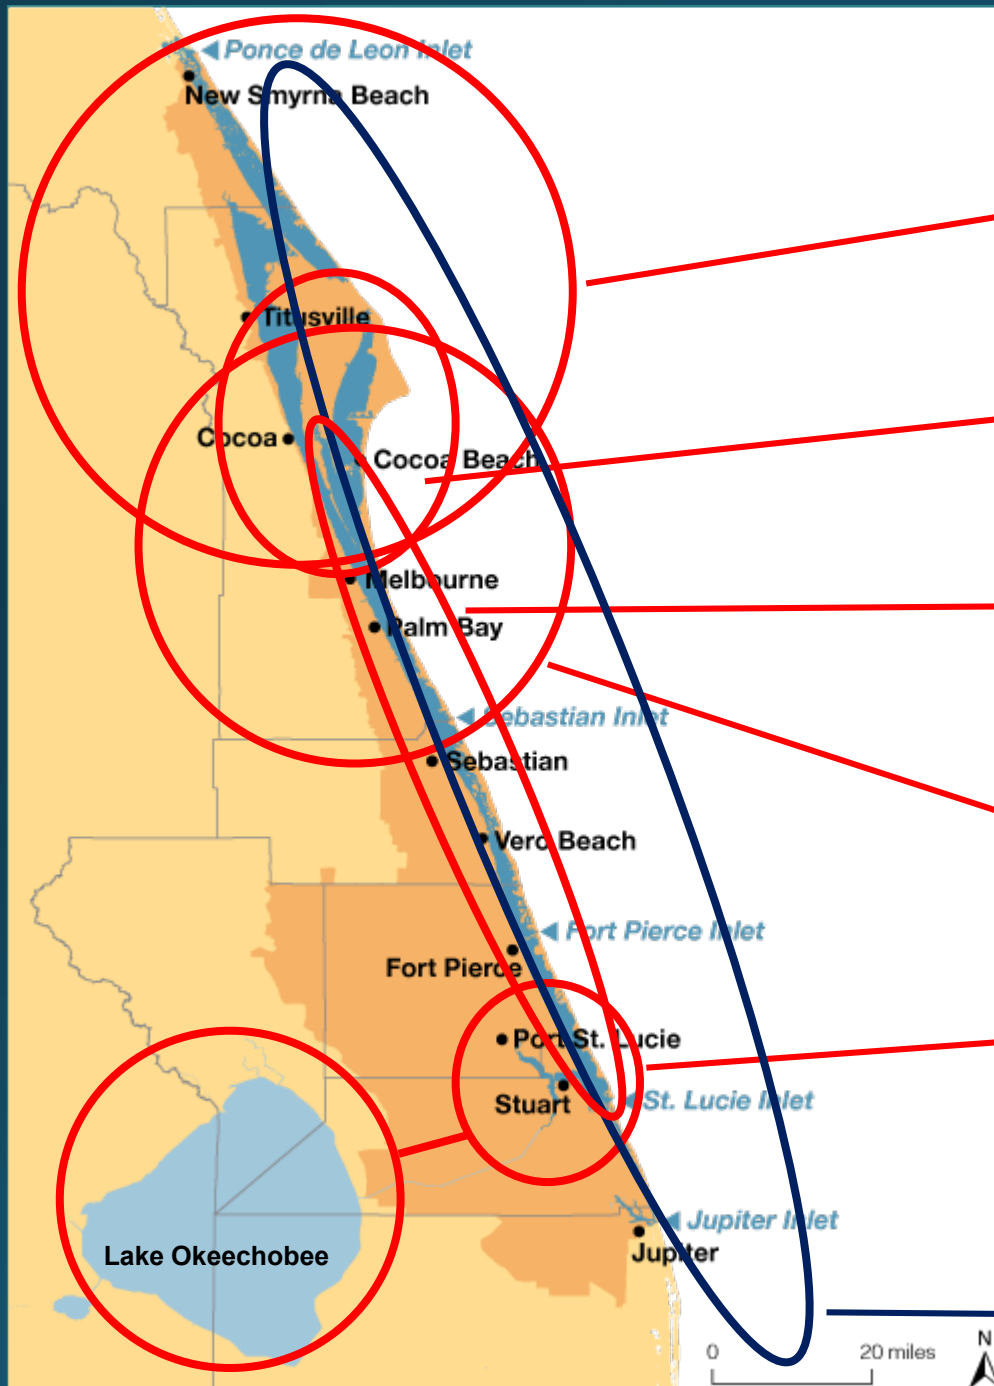 Ponce de Leon Inlet
New Smyrna Beach
Titusville
Cocoa
Cocoa Beach
Melbourne
Palm Bay
Sebastian Inlet
Sebastian
Vero Beach
Fort Pierce Inlet
Fort Pierce
Port St. Lucie
Stuart
St. Lucie Inlet
Jupiter Inlet
Lake Okeechobee
Jupiter
N
0 20 miles